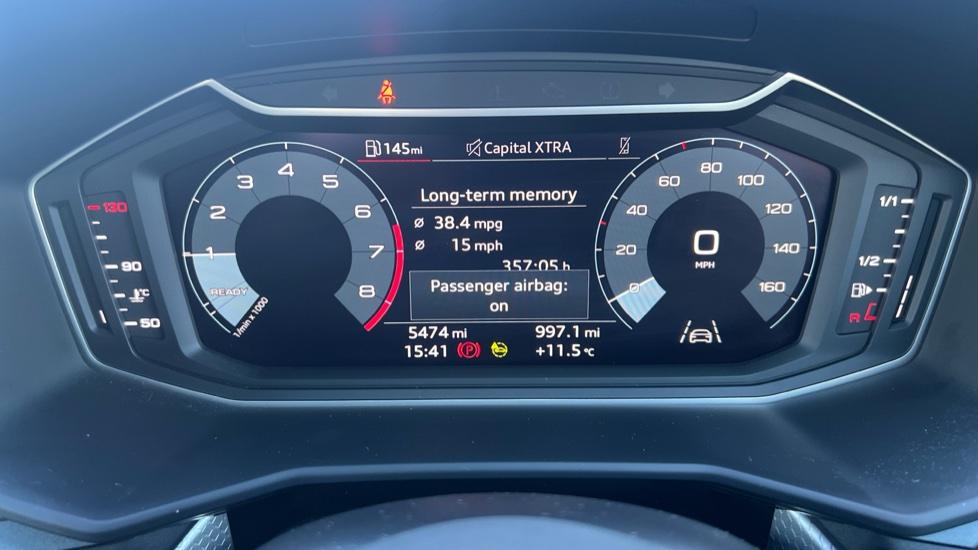 145mi Capital XTRA
Long-term memory
Ø 38.4 mpg
Ø 15 mph
357:05 h
Passenger airbag:
on
5474 mi 997.1 mi
15:41 (P) +11.5 °C
1 2 3 4 5 6 7 8
READY
1/min x 1000
0 20 40 60 80 100 120 140 160
0
MPH
130
90
°C
50
1/1
1/2
R